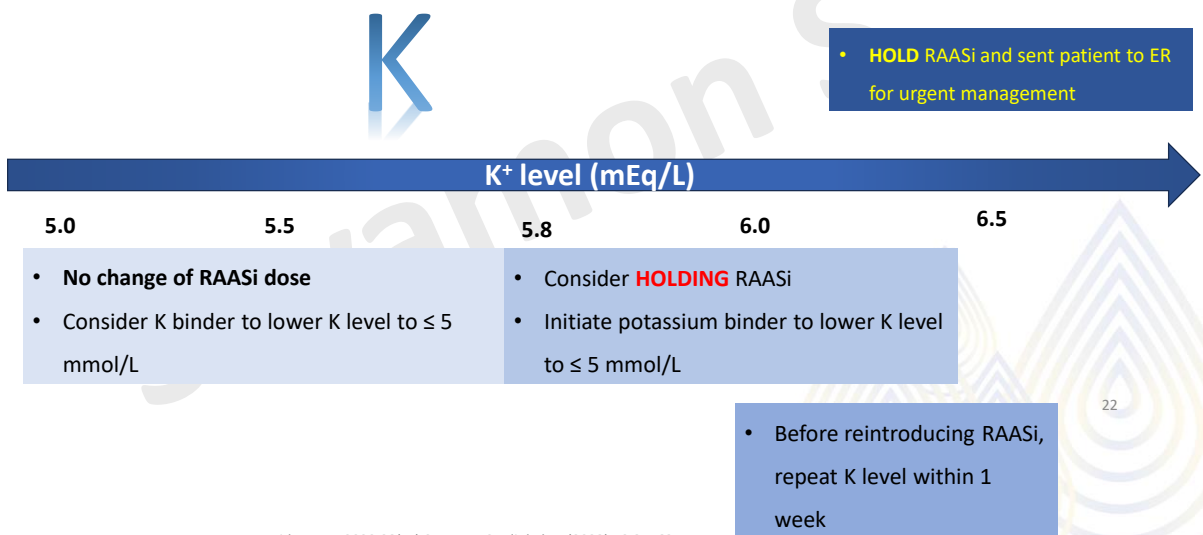 K
• HOLD RAASi and sent patient to ER
for urgent management
K⁺ level (mEq/L)
5.0
5.5
5.8
6.0
6.5
• No change of RAASi dose
• Consider K binder to lower K level to ≤ 5
mmol/L
• Consider HOLDING RAASi
• Initiate potassium binder to lower K level
to ≤ 5 mmol/L
22
• Before reintroducing RAASi,
repeat K level within 1
week